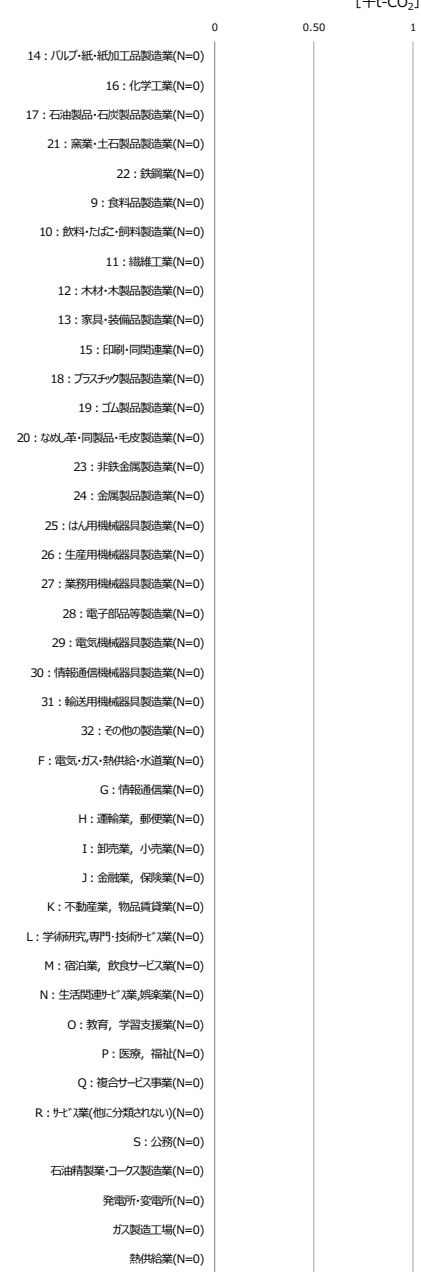 [千t-CO₂]
0 0.50 1
14：パルプ・紙・紙加工品製造業(N=0)
16：化学工業(N=0)
17：石油製品・石炭製品製造業(N=0)
21：窯業・土石製品製造業(N=0)
22：鉄鋼業(N=0)
9：食料品製造業(N=0)
10：飲料・たばこ・飼料製造業(N=0)
11：繊維工業(N=0)
12：木材・木製品製造業(N=0)
13：家具・装備品製造業(N=0)
15：印刷・同関連業(N=0)
18：プラスチック製品製造業(N=0)
19：ゴム製品製造業(N=0)
20：なめし革・同製品・毛皮製造業(N=0)
23：非鉄金属製造業(N=0)
24：金属製品製造業(N=0)
25：はん用機械器具製造業(N=0)
26：生産用機械器具製造業(N=0)
27：業務用機械器具製造業(N=0)
28：電子部品等製造業(N=0)
29：電気機械器具製造業(N=0)
30：情報通信機械器具製造業(N=0)
31：輸送用機械器具製造業(N=0)
32：その他の製造業(N=0)
F：電気・ガス・熱供給・水道業(N=0)
G：情報通信業(N=0)
H：運輸業，郵便業(N=0)
I：卸売業，小売業(N=0)
J：金融業，保険業(N=0)
K：不動産業，物品賃貸業(N=0)
L：学術研究,専門・技術ｻｰﾋﾞｽ業(N=0)
M：宿泊業，飲食サービス業(N=0)
N：生活関連ｻｰﾋﾞｽ業,娯楽業(N=0)
O：教育，学習支援業(N=0)
P：医療，福祉(N=0)
Q：複合サービス事業(N=0)
R：ｻｰﾋﾞｽ業(他に分類されない)(N=0)
S：公務(N=0)
石油精製業・コークス製造業(N=0)
発電所・変電所(N=0)
ガス製造工場(N=0)
熱供給業(N=0)